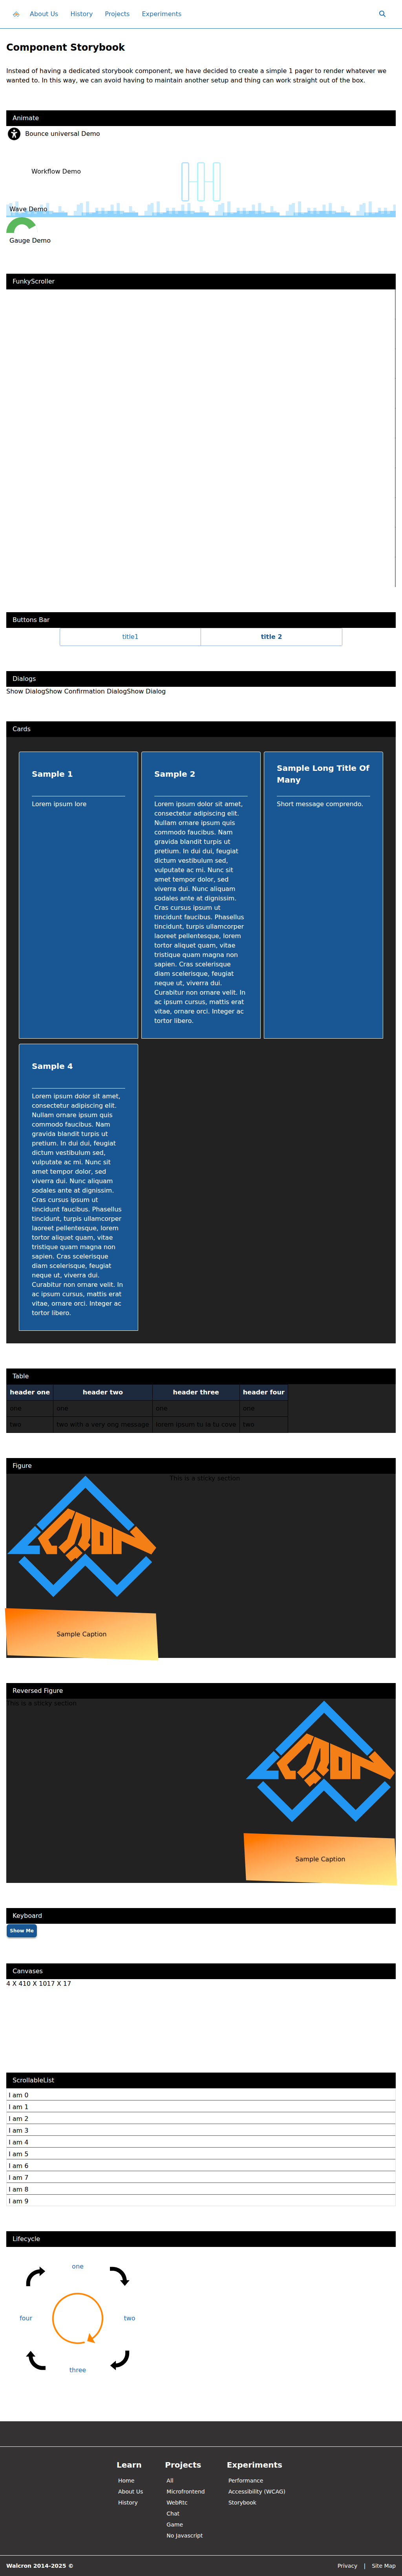 About Us History Projects Experiments
Component Storybook
Instead of having a dedicated storybook component, we have decided to create a simple 1 pager to render whatever we
wanted to. In this way, we can avoid having to maintain another setup and thing can work straight out of the box.
Animate
Bounce universal Demo
Workflow Demo
Wave Demo
Gauge Demo
FunkyScroller
Buttons Bar
title1 title 2
Dialogs
Show DialogShow Confirmation DialogShow Dialog
Cards
Sample 1
Lorem ipsum lore
Sample 2
Lorem ipsum dolor sit amet,
consectetur adipiscing elit.
Nullam ornare ipsum quis
commodo faucibus. Nam
gravida blandit turpis ut
pretium. In dui dui, feugiat
dictum vestibulum sed,
vulputate ac mi. Nunc sit
amet tempor dolor, sed
viverra dui. Nunc aliquam
sodales ante at dignissim.
Cras cursus ipsum ut
tincidunt faucibus. Phasellus
tincidunt, turpis ullamcorper
laoreet pellentesque, lorem
tortor aliquet quam, vitae
tristique quam magna non
sapien. Cras scelerisque
diam scelerisque, feugiat
neque ut, viverra dui.
Curabitur non ornare velit. In
ac ipsum cursus, mattis erat
vitae, ornare orci. Integer ac
tortor libero.
Sample Long Title Of
Many
Short message comprendo.
Sample 4
Lorem ipsum dolor sit amet,
consectetur adipiscing elit.
Nullam ornare ipsum quis
commodo faucibus. Nam
gravida blandit turpis ut
pretium. In dui dui, feugiat
dictum vestibulum sed,
vulputate ac mi. Nunc sit
amet tempor dolor, sed
viverra dui. Nunc aliquam
sodales ante at dignissim.
Cras cursus ipsum ut
tincidunt faucibus. Phasellus
tincidunt, turpis ullamcorper
laoreet pellentesque, lorem
tortor aliquet quam, vitae
tristique quam magna non
sapien. Cras scelerisque
diam scelerisque, feugiat
neque ut, viverra dui.
Curabitur non ornare velit. In
ac ipsum cursus, mattis erat
vitae, ornare orci. Integer ac
tortor libero.
Table
header one header two header three header four
one one one one
two two with a very long message lorem ipsum tu la tu two
Figure
This is a sticky section
Sample Caption
Reversed Figure
This is a sticky section
Sample Caption
Keyboard
Show Me
Canvases
4 X 410 X 1017 X 17
ScrollableList
I am 0
I am 1
I am 2
I am 3
I am 4
I am 5
I am 6
I am 7
I am 8
I am 9
Lifecycle
one
four two
three
Learn
Home
About Us
History
Projects
All
Microfrontend
WebRtc
Chat
Game
No Javascript
Experiments
Performance
Accessibility (WCAG)
Storybook
Walcron 2014-2025 ©
Privacy | Site Map